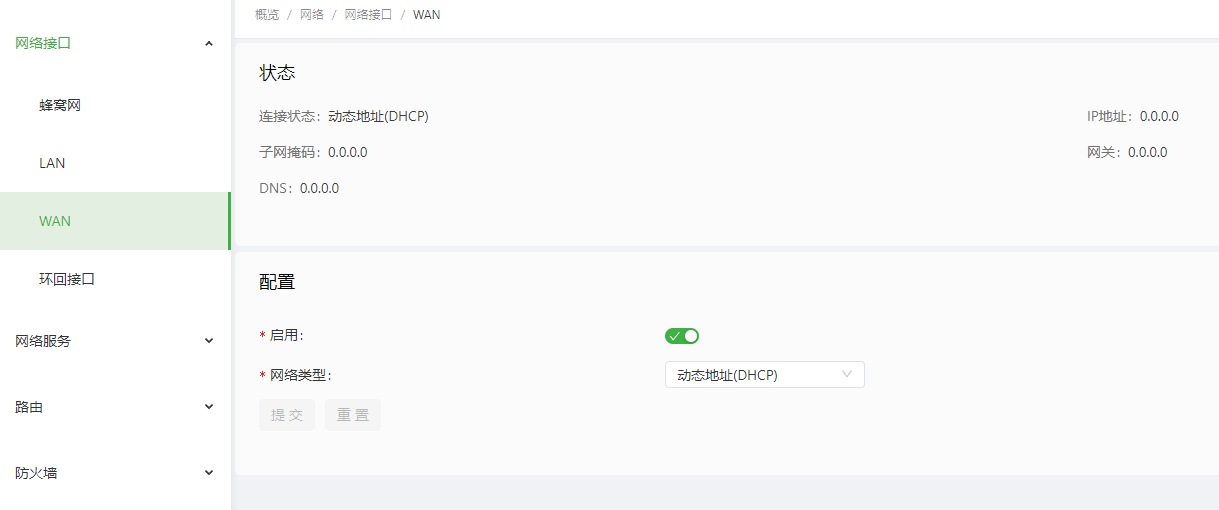 概览 / 网络 / 网络接口 / WAN
网络接口
蜂窝网
LAN
WAN
环回接口
网络服务
路由
防火墙
状态
连接状态：动态地址(DHCP)
IP地址：0.0.0.0
子网掩码：0.0.0.0
网关：0.0.0.0
DNS：0.0.0.0
配置
* 启用：
* 网络类型：
动态地址(DHCP)
提 交
重 置